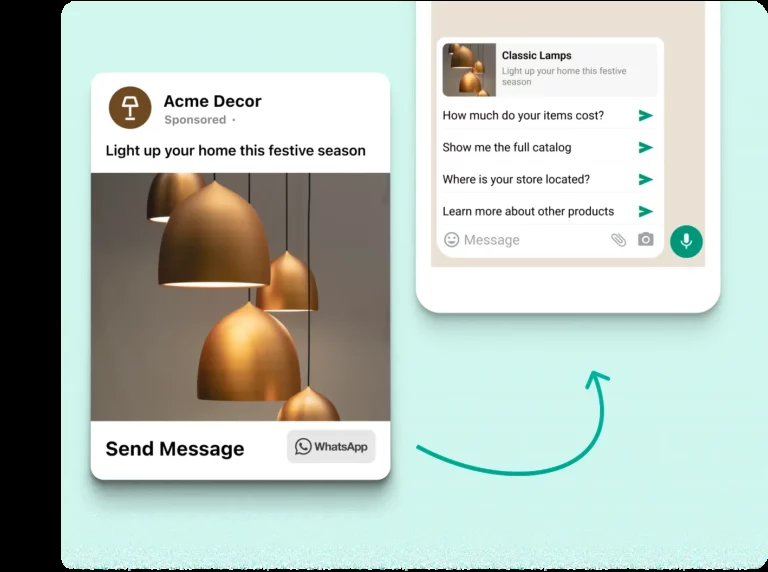 Acme Decor
Sponsored ·
Light up your home this festive season
Send Message
WhatsApp
Classic Lamps
Light up your home this festive
season
How much do your items cost?
Show me the full catalog
Where is your store located?
Learn more about other products
Message